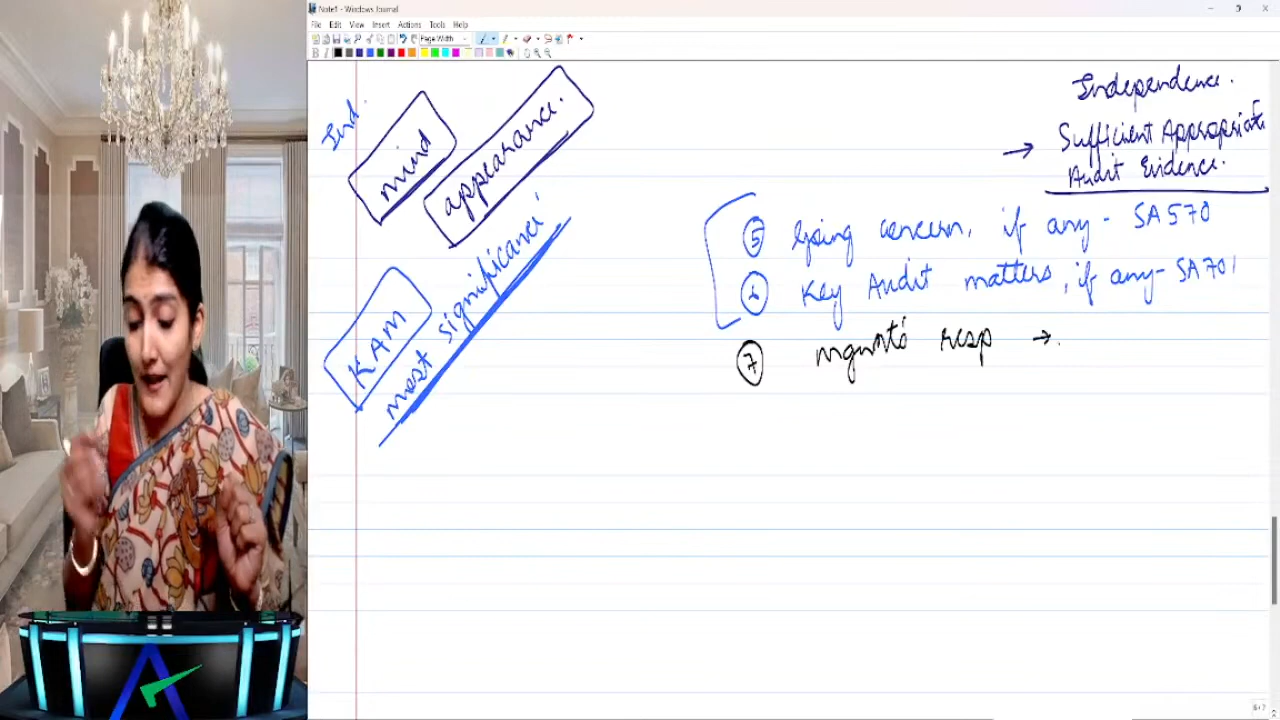 Note1 - Windows Journal
File Edit View Insert Actions Tools Help
Page Width
Ind.
mind
appearance.
KAM
most significance'
Independence.
→ Sufficient Appropriate
Audit Evidence.
⑤ Going concern, if any - SA 570
⑥ Key Audit matters, if any - SA 701
⑦ mgmt's resp →